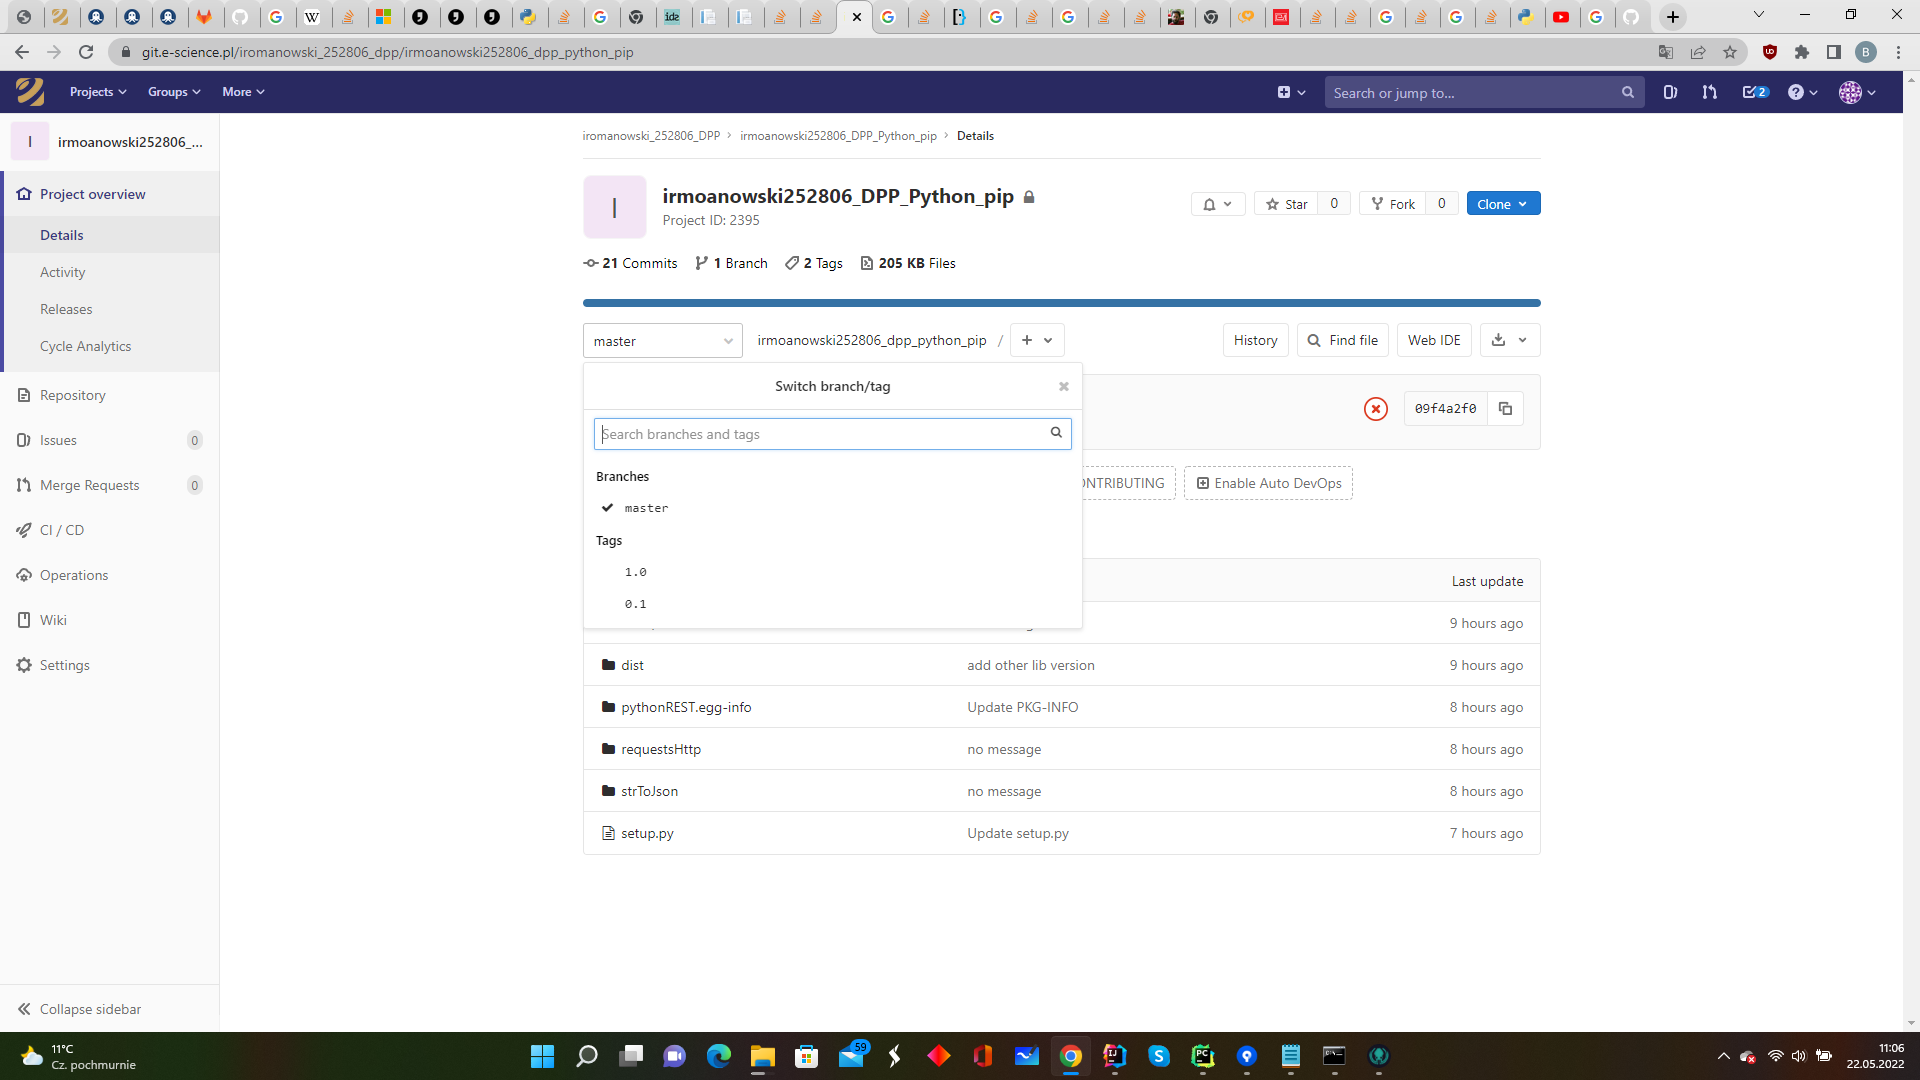 git.e-science.pl/iromanowski_252806_dpp/irmoanowski252806_dpp_python_pip
B
Projects Groups More
Search or jump to…
2
I irmoanowski252806_...
Project overview
Details
Activity
Releases
Cycle Analytics
Repository
Issues 0
Merge Requests 0
CI / CD
Operations
Wiki
Settings
Collapse sidebar
iromanowski_252806_DPP > irmoanowski252806_DPP_Python_pip > Details
I
irmoanowski252806_DPP_Python_pip
Project ID: 2395
Star 0 Fork 0 Clone
21 Commits 1 Branch 2 Tags 205 KB Files
master irmoanowski252806_dpp_python_pip / +
History Find file Web IDE
Switch branch/tag
Search branches and tags
Branches
master
Tags
1.0
0.1
09f4a2f0
ONTRIBUTING Enable Auto DevOps
Last update
9 hours ago
dist add other lib version 9 hours ago
pythonREST.egg-info Update PKG-INFO 8 hours ago
requestsHttp no message 8 hours ago
strToJson no message 8 hours ago
setup.py Update setup.py 7 hours ago
11°C
Cz. pochmurnie
59
11:06
22.05.2022